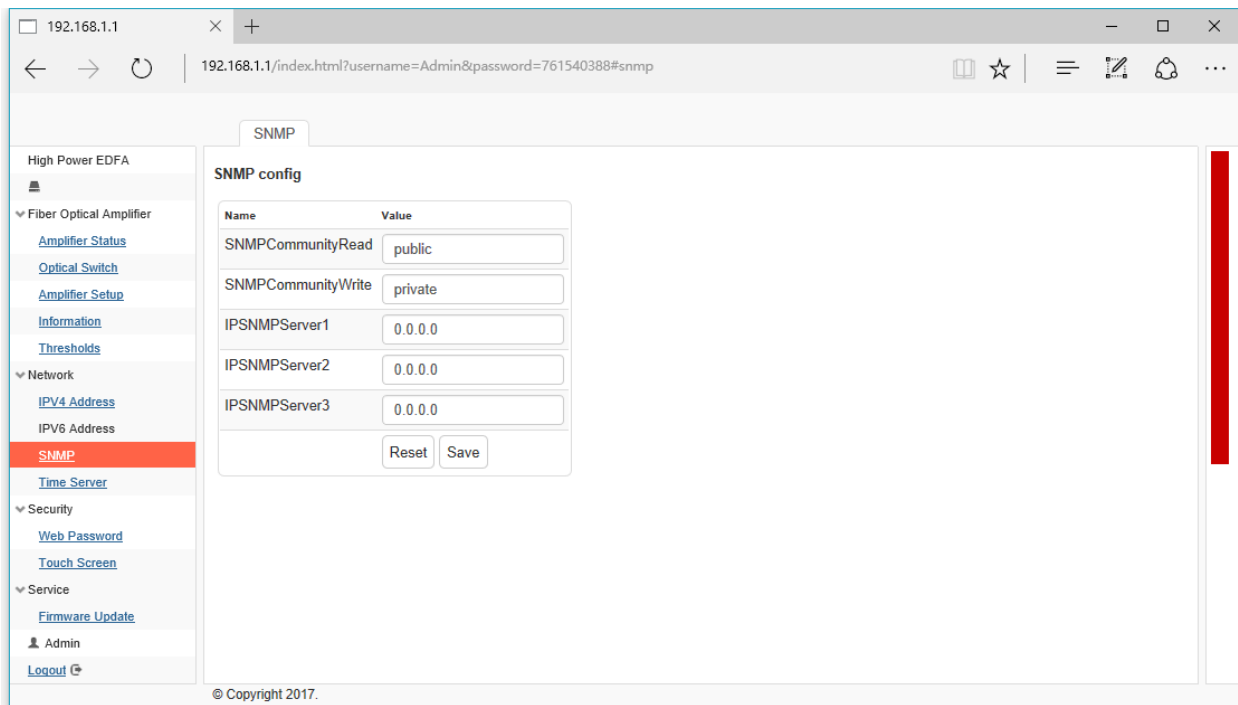 192.168.1.1
192.168.1.1/index.html?username=Admin&password=761540388#snmp
SNMP
High Power EDFA
Fiber Optical Amplifier
Amplifier Status
Optical Switch
Amplifier Setup
Information
Thresholds
Network
IPV4 Address
IPV6 Address
SNMP
Time Server
Security
Web Password
Touch Screen
Service
Firmware Update
Admin
Logout
SNMP config
Name Value
SNMPCommunityRead public
SNMPCommunityWrite private
IPSNMPServer1 0.0.0.0
IPSNMPServer2 0.0.0.0
IPSNMPServer3 0.0.0.0
Reset Save
© Copyright 2017.